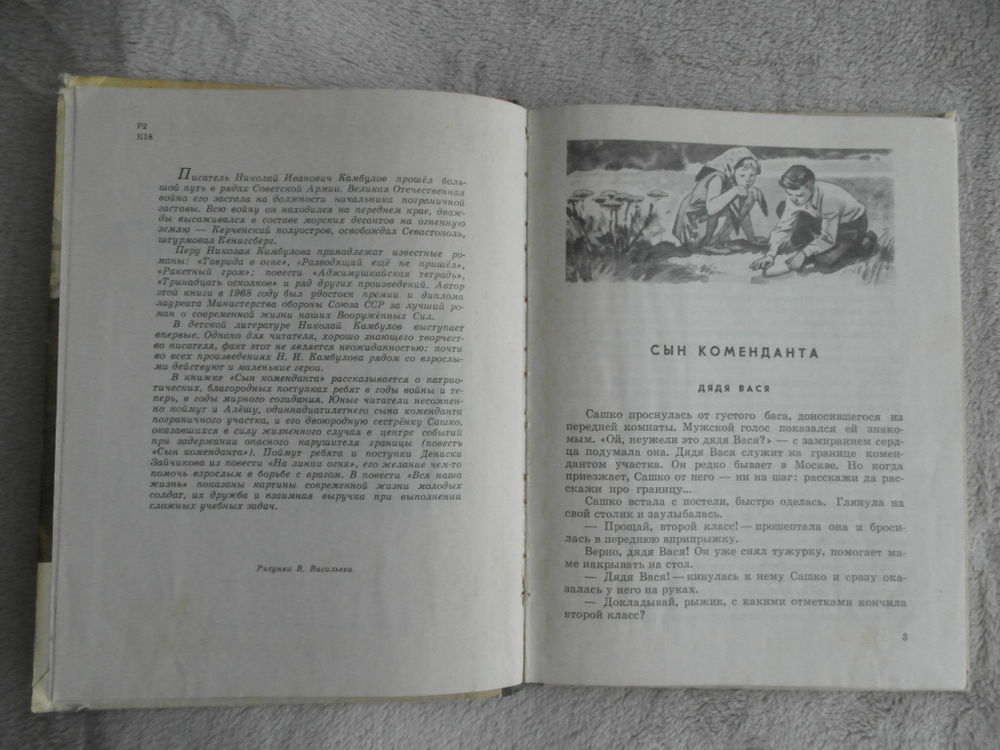 Р2
К18
Писатель Николай Иванович Камбулов прошёл боль-
шой путь в рядах Советской Армии. Великая Отечественная
война его застала на должности начальника пограничной
заставы. Всю войну он находился на переднем крае, дваж-
ды высаживался в составе морских десантов на огненную
землю — Керченский полуостров, освобождал Севастополь,
штурмовал Кенигсберг.
Перу Николая Камбулова принадлежат известные ро-
маны: «Таврида в огне», «Разводящий ещё не пришёл»,
«Ракетный гром»; повести «Аджимушкайская тетрадь»,
«Тринадцать осколков» и ряд других произведений. Автор
этой книги в 1968 году был удостоен премии и диплома
лауреата Министерства обороны Союза ССР за лучший ро-
ман о современной жизни наших Вооружённых Сил.
В детской литературе Николай Камбулов выступает
впервые. Однако для читателя, хорошо знающего творчест-
во писателя, факт этот не является неожиданностью: почти
во всех произведениях Н. И. Камбулова рядом со взрослы-
ми действуют и маленькие герои.
В книжке «Сын коменданта» рассказывается о патрио-
тических, благородных поступках ребят в годы войны и те-
перь, в годы мирного созидания. Юные читатели несомнен-
но поймут и Алёшу, одиннадцатилетнего сына коменданта
пограничного участка, и его двоюродную сестрёнку Сашко,
оказавшихся в силу жизненного случая в центре событий
при задержании опасного нарушителя границы (повесть
«Сын коменданта»). Поймут ребята и поступки Дениски
Зайчикова из повести «На линии огня», его желание чем-то
помочь взрослым в борьбе с врагом. В повести «Вся наша
жизнь» показаны картины современной жизни молодых
солдат, их дружба и взаимная выручка при выполнении
сложных учебных задач.
Рисунки В. Васильева
СЫН КОМЕНДАНТА
ДЯДЯ ВАСЯ
Сашко проснулась от густого баса, доносившегося из
передней комнаты. Мужской голос показался ей знако-
мым. «Ой, неужели это дядя Вася?» — с замиранием серд-
ца подумала она. Дядя Вася служит на границе комен-
дантом участка. Он редко бывает в Москве. Но когда
приезжает, Сашко от него — ни на шаг: расскажи да рас-
скажи про границу...
Сашко встала с постели, быстро оделась. Глянула на
свой столик и заулыбалась.
— Прощай, второй класс! — прошептала она и броси-
лась в переднюю вприпрыжку.
Верно, дядя Вася! Он уже снял тужурку, помогает ма-
ме накрывать на стол.
— Дядя Вася! — кинулась к нему Сашко и сразу ока-
залась у него на руках.
— Докладывай, рыжик, с какими отметками кончила
второй класс?
3